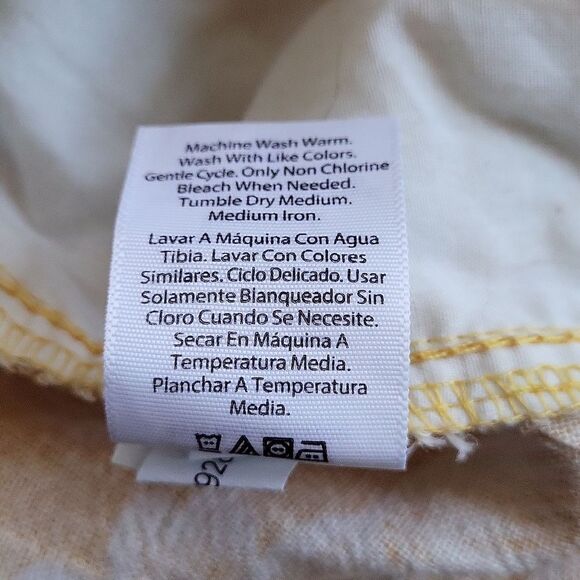 Machine Wash Warm.
Wash With Like Colors.
Gentle Cycle. Only Non Chlorine
Bleach When Needed.
Tumble Dry Medium.
Medium Iron.
Lavar A Máquina Con Agua
Tibia. Lavar Con Colores
Similares. Ciclo Delicado. Usar
Solamente Blanqueador Sin
Cloro Cuando Se Necesite.
Secar En Máquina A
Temperatura Media.
Planchar A Temperatura
Media.